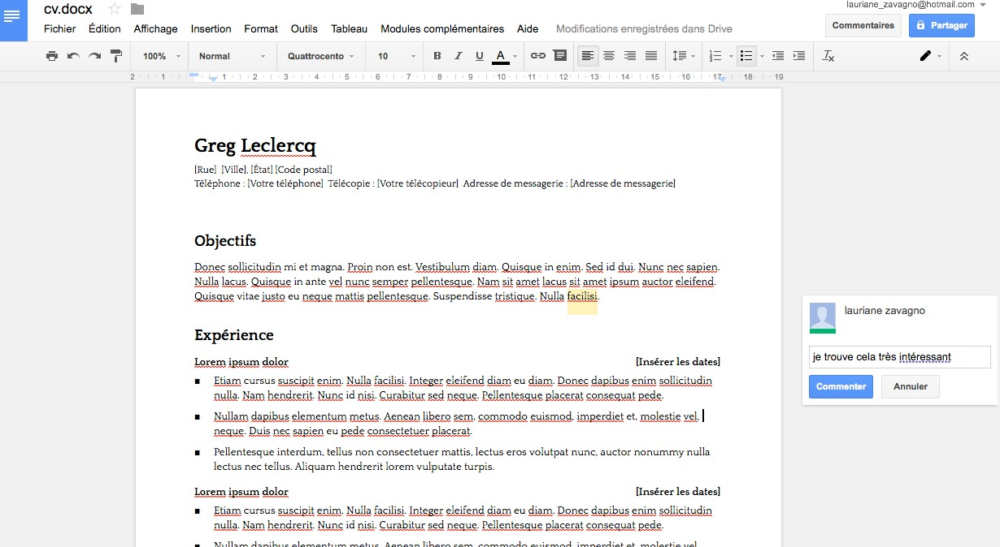 cv.docx
lauriane_zavagno@hotmail.com
Fichier Édition Affichage Insertion Format Outils Tableau Modules complémentaires Aide Modifications enregistrées dans Drive
Commentaires Partager
100% Normal Quattrocento 10 B I U A
2 1 1 2 3 4 5 6 7 8 9 10 11 12 13 14 15 16 17 18 19
Greg Leclercq
[Rue] [Ville], [État] [Code postal]
Téléphone : [Votre téléphone] Télécopie : [Votre télécopieur] Adresse de messagerie : [Adresse de messagerie]
Objectifs
Donec sollicitudin mi et magna. Proin non est. Vestibulum diam. Quisque in enim. Sed id dui. Nunc nec sapien.
Nulla lacus. Quisque in ante vel nunc semper pellentesque. Nam sit amet lacus sit amet ipsum auctor eleifend.
Quisque vitae justo eu neque mattis pellentesque. Suspendisse tristique. Nulla facilisi.
Expérience
Lorem ipsum dolor [Insérer les dates]
Etiam cursus suscipit enim. Nulla facilisi. Integer eleifend diam eu diam. Donec dapibus enim sollicitudin
nulla. Nam hendrerit. Nunc id nisi. Curabitur sed neque. Pellentesque placerat consequat pede.
Nullam dapibus elementum metus. Aenean libero sem, commodo euismod, imperdiet et, molestie vel,
neque. Duis nec sapien eu pede consectetuer placerat.
Pellentesque interdum, tellus non consectetuer mattis, lectus eros volutpat nunc, auctor nonummy nulla
lectus nec tellus. Aliquam hendrerit lorem vulputate turpis.
Lorem ipsum dolor [Insérer les dates]
Etiam cursus suscipit enim. Nulla facilisi. Integer eleifend diam eu diam. Donec dapibus enim sollicitudin
nulla. Nam hendrerit. Nunc id nisi. Curabitur sed neque. Pellentesque placerat consequat pede.
Nullam dapibus elementum metus. Aenean libero sem, commodo euismod, imperdiet et, molestie vel,
lauriane zavagno
je trouve cela très intéressant
Commenter Annuler